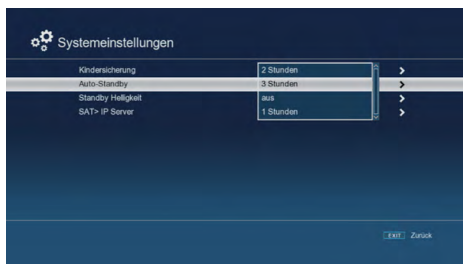 Systemeinstellungen
Kindersicherung 2 Stunden
Auto-Standby 3 Stunden
Standby Helligkeit aus
SAT> IP Server 1 Stunden
EXIT Zurück